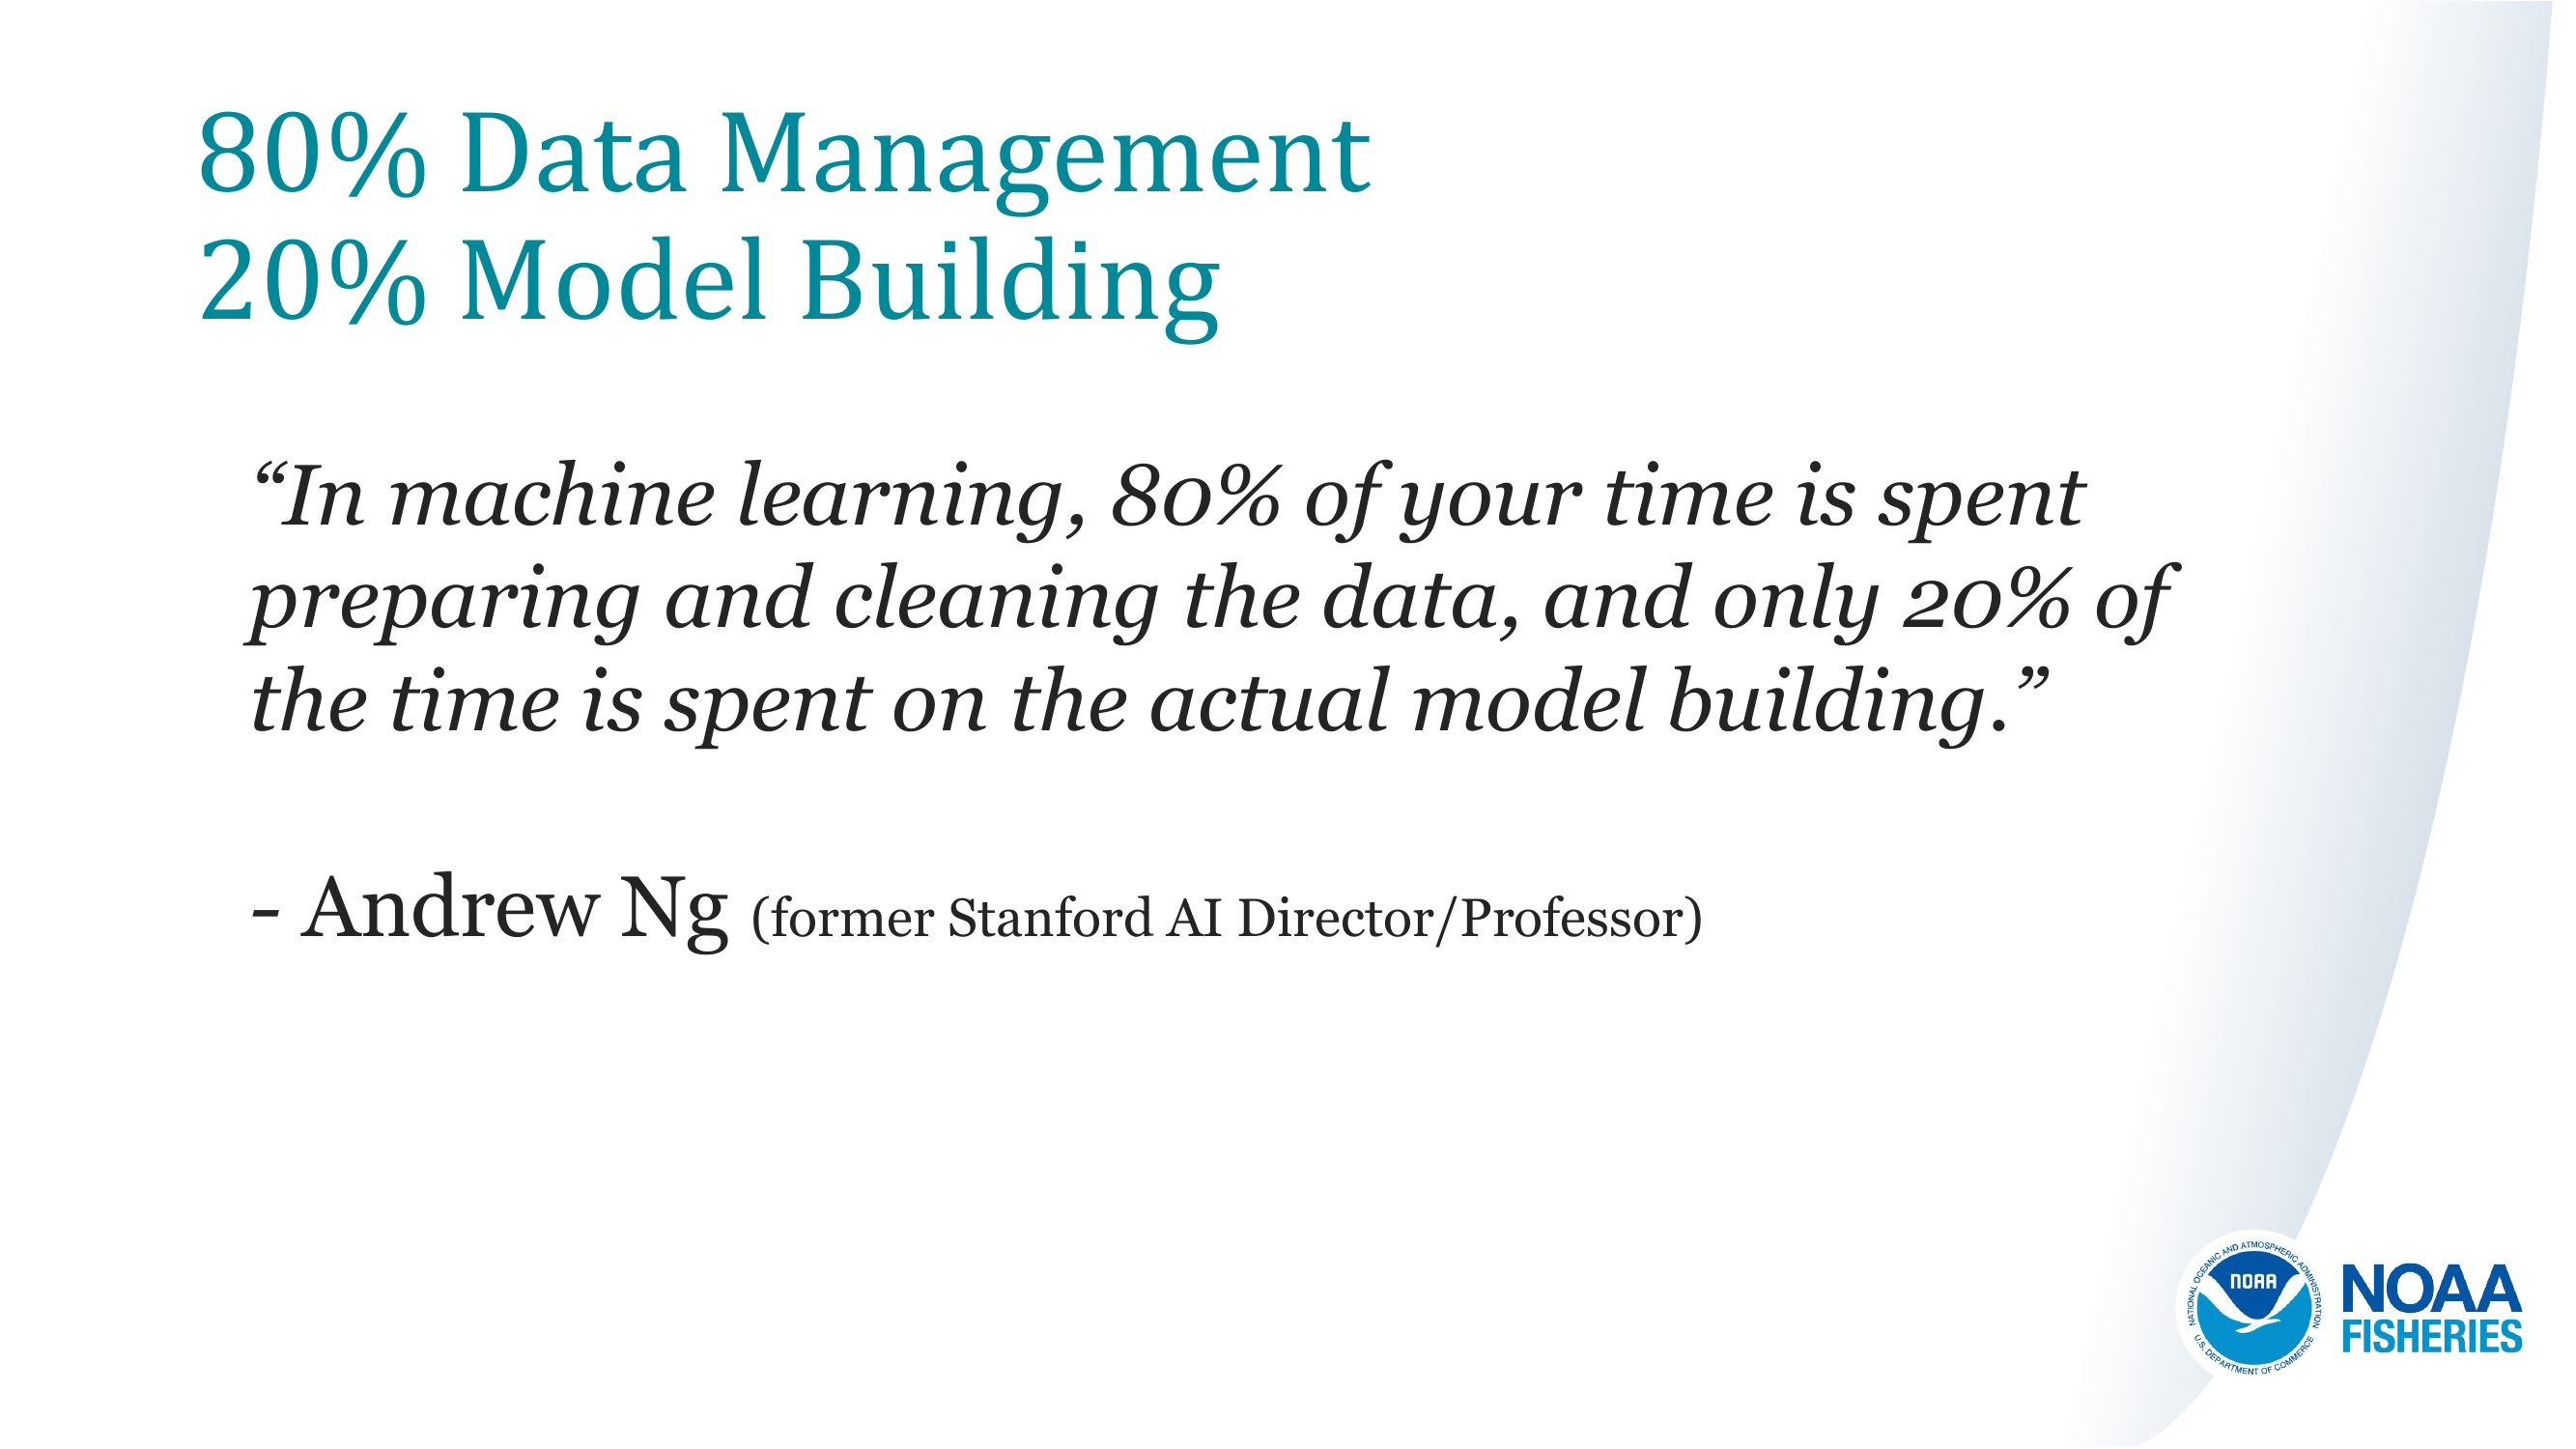 80% Data Management
20% Model Building
“In machine learning, 80% of your time is spent
preparing and cleaning the data, and only 20% of
the time is spent on the actual model building.”
- Andrew Ng (former Stanford AI Director/Professor)
NATIONAL OCEANIC AND ATMOSPHERIC ADMINISTRATION
NOAA
U.S. DEPARTMENT OF COMMERCE
NOAA
FISHERIES